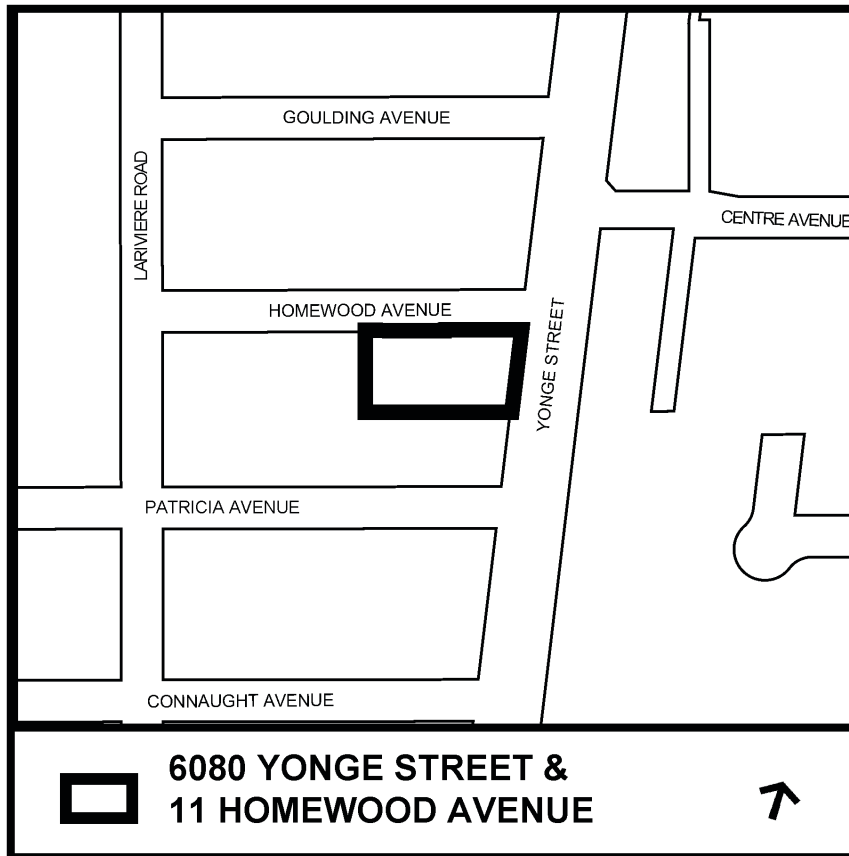 GOULDING AVENUE
LARIVIERE ROAD
CENTRE AVENUE
HOMEWOOD AVENUE
YONGE STREET
PATRICIA AVENUE
CONNAUGHT AVENUE
6080 YONGE STREET &
11 HOMEWOOD AVENUE